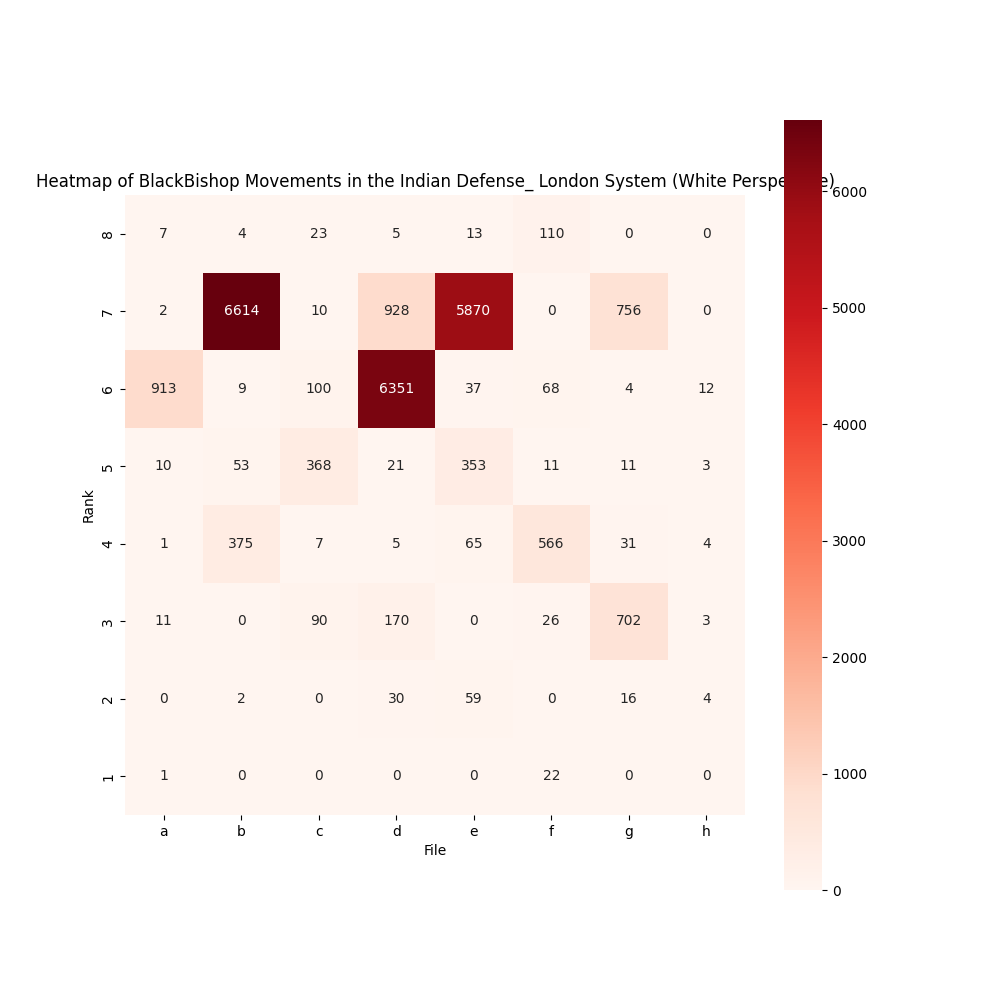 Heatmap of BlackBishop Movements in the Indian Defense_ London System (White Perspe e)
8 7 4 23 5 13 110 0 0
7 2 6614 10 928 5870 0 756 0
6 913 9 100 6351 37 68 4 12
5 10 53 368 21 353 11 11 3
4 1 375 7 5 65 566 31 4
3 11 0 90 170 0 26 702 3
2 0 2 0 30 59 0 16 4
1 1 0 0 0 0 22 0 0
a b c d e f g h
File
Rank
6000
5000
4000
3000
2000
1000
0